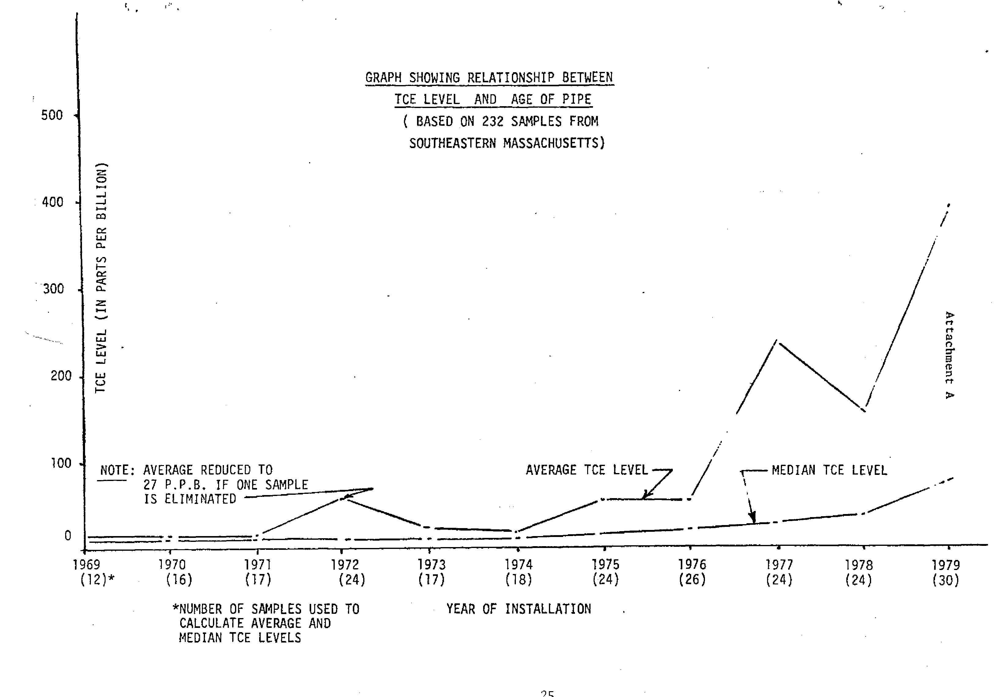 GRAPH SHOWING RELATIONSHIP BETWEEN
TCE LEVEL AND AGE OF PIPE
( BASED ON 232 SAMPLES FROM
SOUTHEASTERN MASSACHUSETTS)
TCE LEVEL (IN PARTS PER BILLION)
500
400
300
200
100
0
Attachment A
NOTE: AVERAGE REDUCED TO
27 P.P.B. IF ONE SAMPLE
IS ELIMINATED
AVERAGE TCE LEVEL
MEDIAN TCE LEVEL
1969 1970 1971 1972 1973 1974 1975 1976 1977 1978 1979
(12)* (16) (17) (24) (17) (18) (24) (26) (24) (24) (30)
*NUMBER OF SAMPLES USED TO
CALCULATE AVERAGE AND
MEDIAN TCE LEVELS
YEAR OF INSTALLATION